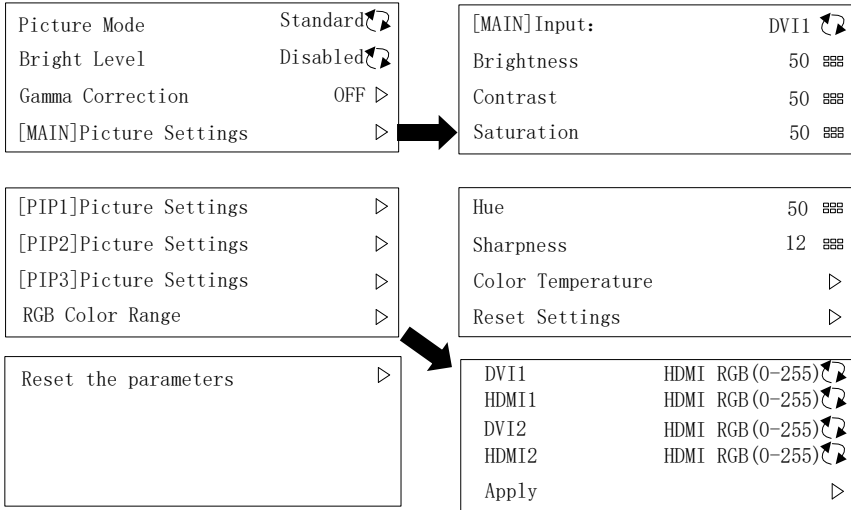 Picture Mode Standard
Bright Level Disabled
Gamma Correction OFF
[MAIN]Picture Settings
[MAIN]Input: DVI1
Brightness 50
Contrast 50
Saturation 50
[PIP1]Picture Settings
[PIP2]Picture Settings
[PIP3]Picture Settings
RGB Color Range
Hue 50
Sharpness 12
Color Temperature
Reset Settings
Reset the parameters
DVI1 HDMI RGB(0-255)
HDMI1 HDMI RGB(0-255)
DVI2 HDMI RGB(0-255)
HDMI2 HDMI RGB(0-255)
Apply